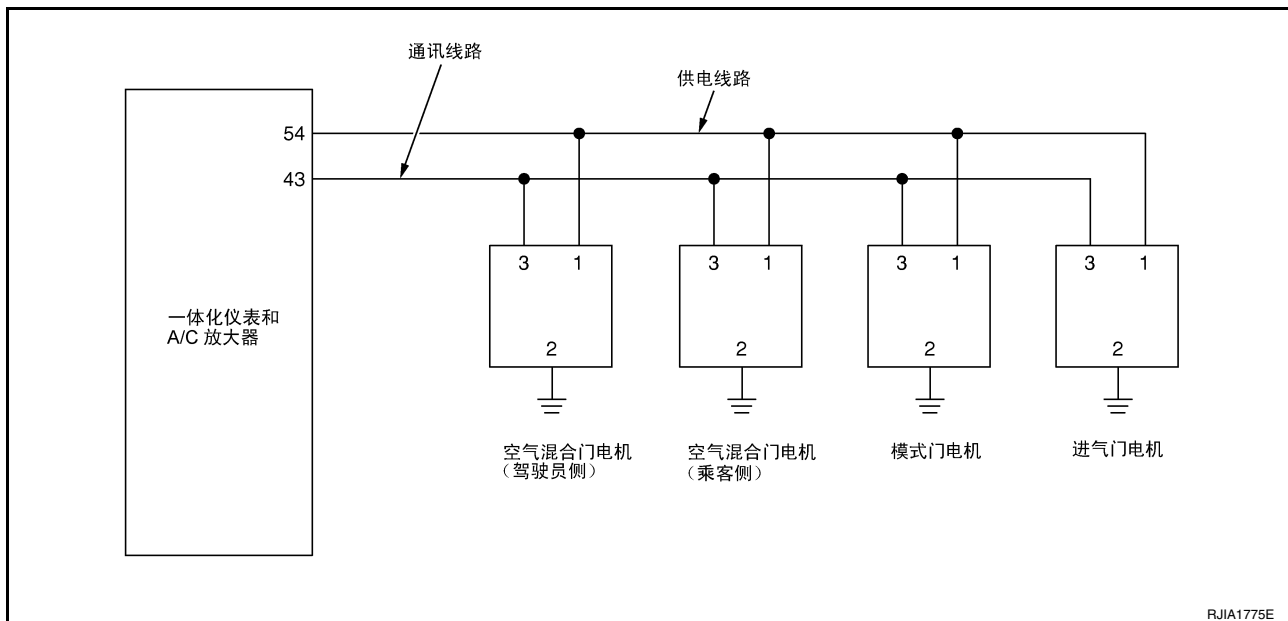 通讯线路
供电线路
54
43
3 1
3 1
3 1
3 1
一体化仪表和
A/C 放大器
2
2
2
2
空气混合门电机
（驾驶员侧）
空气混合门电机
（乘客侧）
模式门电机
进气门电机
RJIA1775E